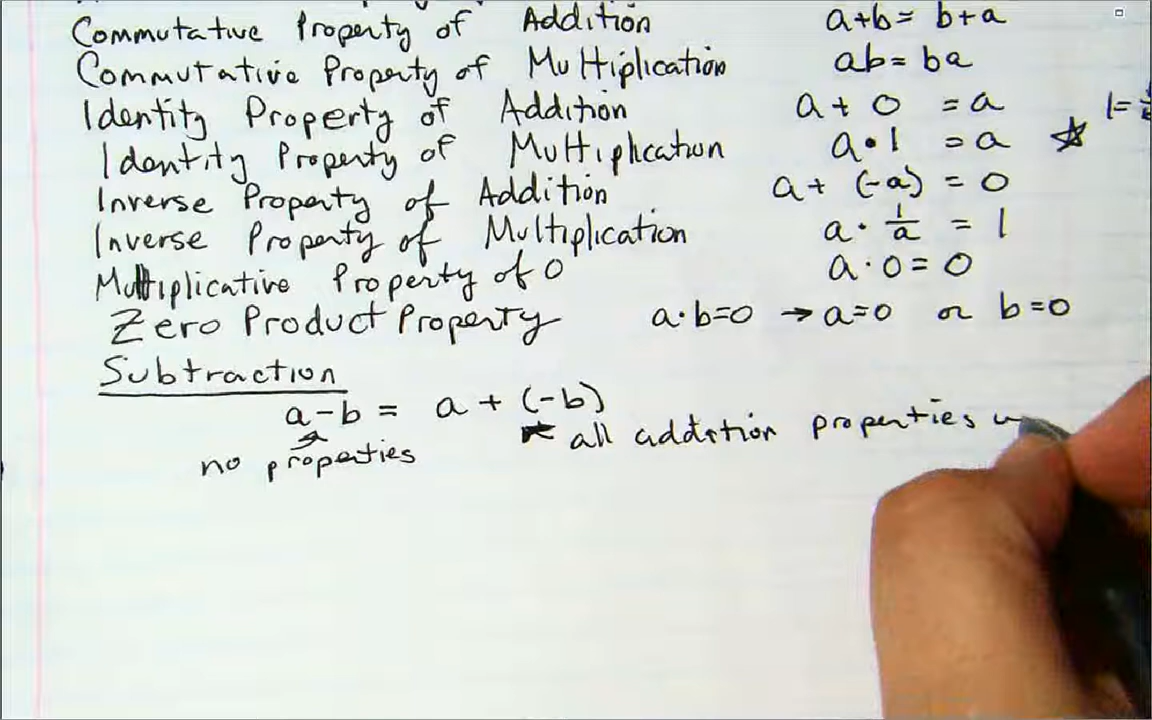 Commutative Property of Addition a+b= b+a
Commutative Property of Multiplication ab= ba
Identity Property of Addition a + 0 = a 1=
Identity Property of Multiplication a • 1 = a ☆
Inverse Property of Addition a + (-a) = 0
Inverse Property of Multiplication a · 1/a = 1
Multiplicative Property of 0 a · 0 = 0
Zero Product Property a·b=0 → a=0 or b=0
Subtraction
a-b = a + (-b)
no properties
all addition properties